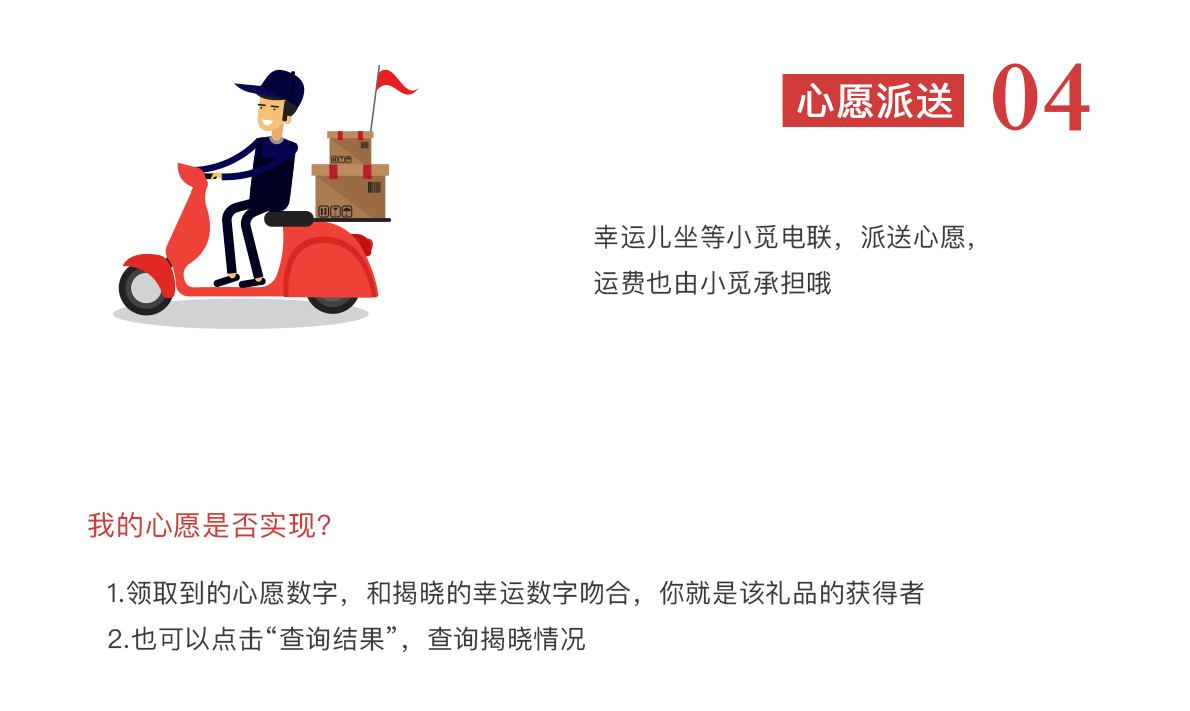 心愿派送 04
幸运儿坐等小觅电联，派送心愿，
运费也由小觅承担哦
我的心愿是否实现？
1.领取到的心愿数字，和揭晓的幸运数字吻合，你就是该礼品的获得者
2.也可以点击“查询结果”，查询揭晓情况